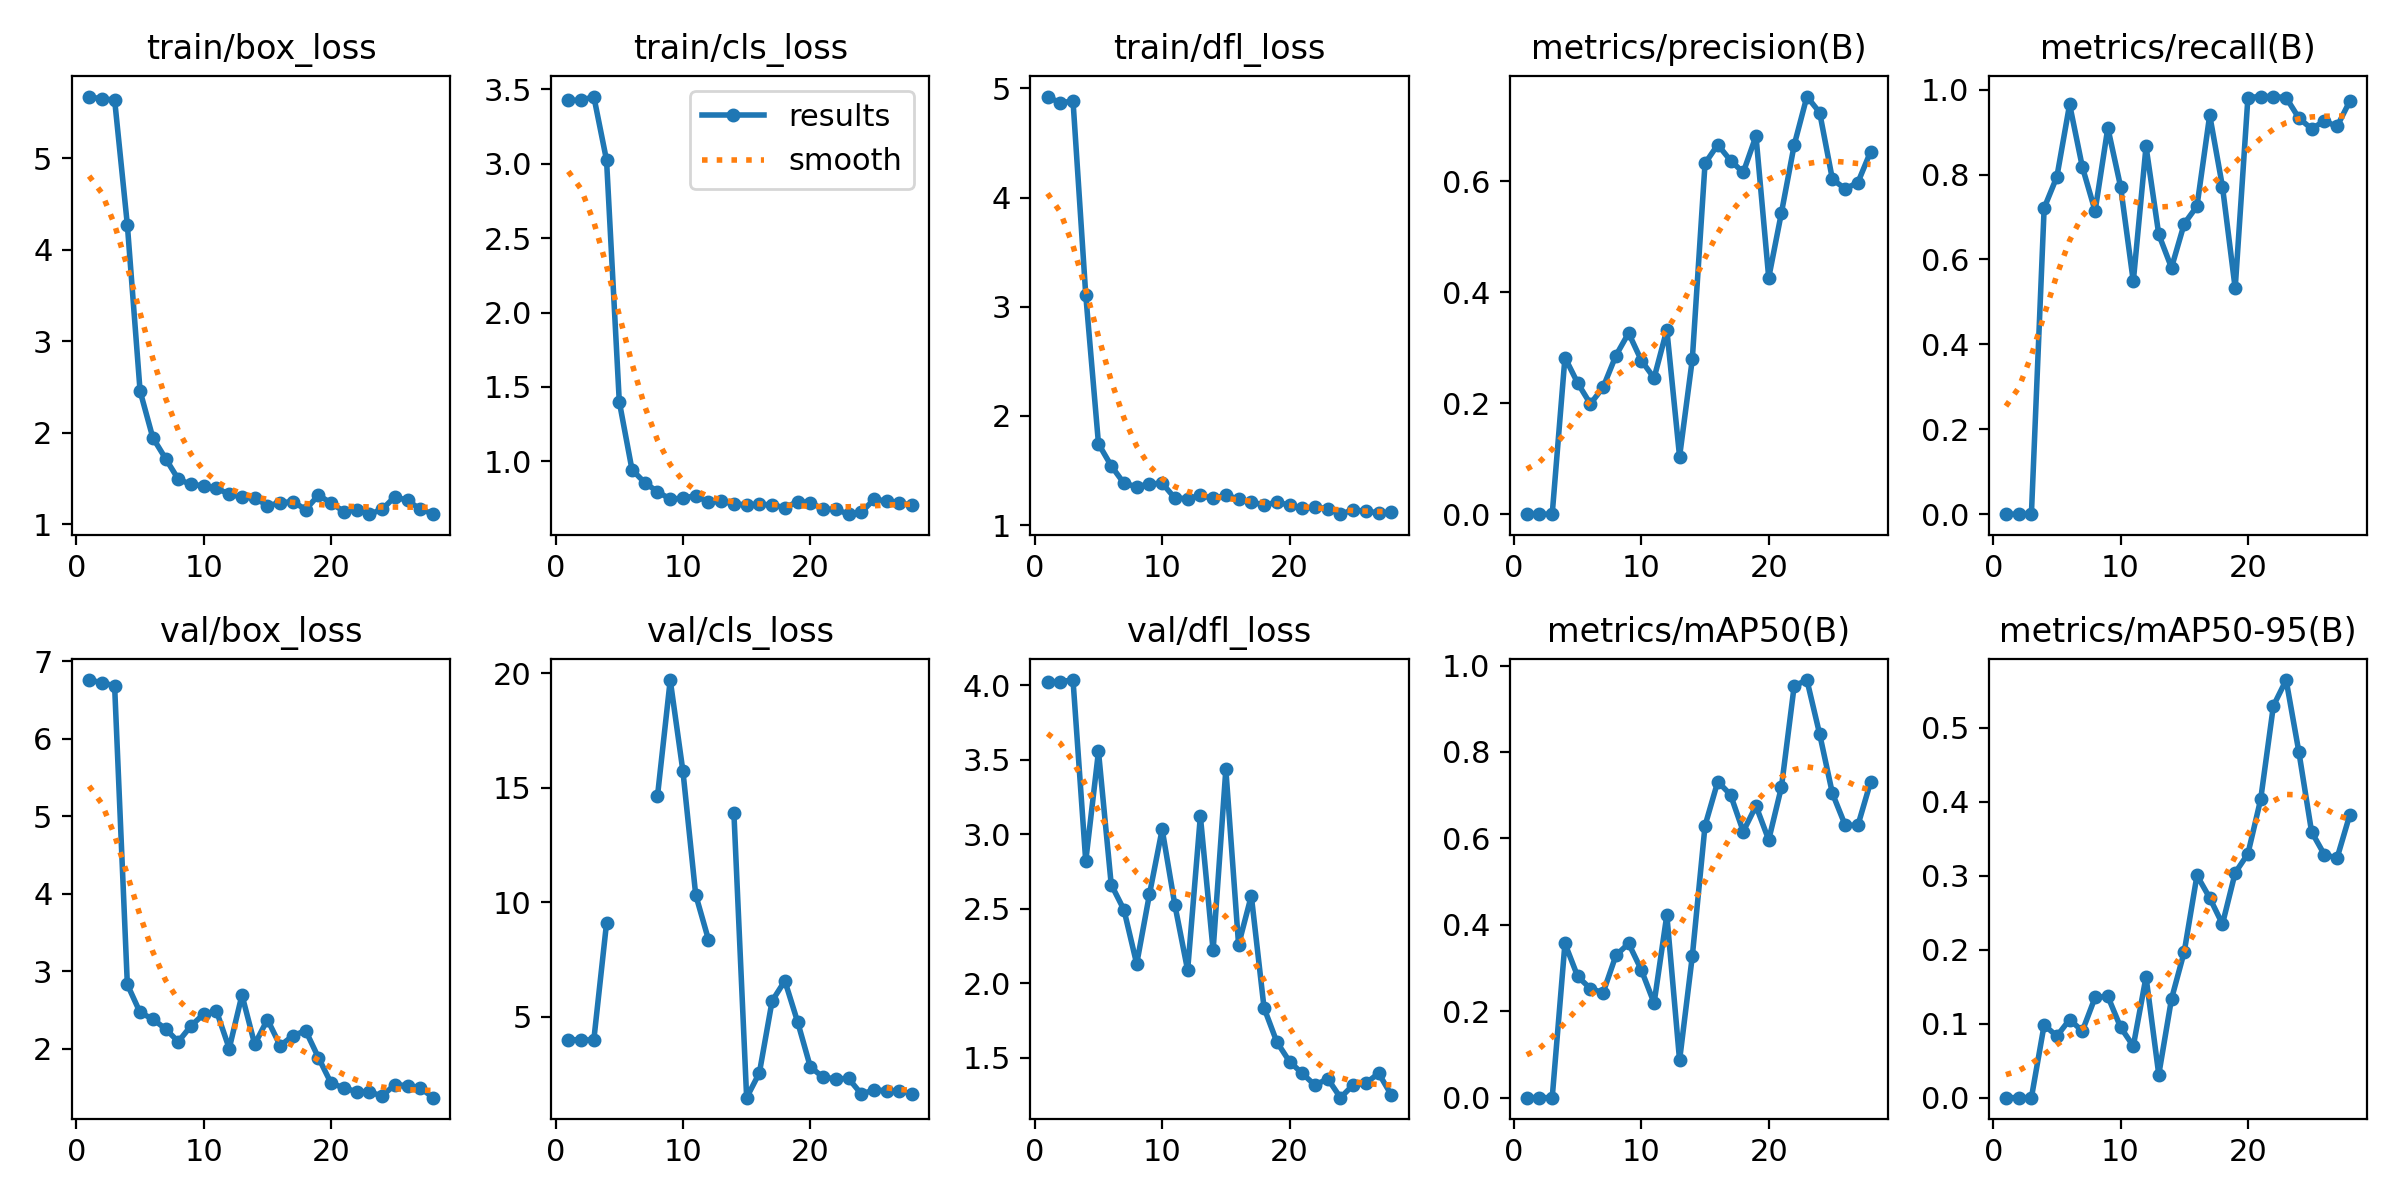 train/box_loss
5
4
3
2
1
0 10 20
train/cls_loss
3.5
3.0
2.5
2.0
1.5
1.0
0 10 20
results
smooth
train/dfl_loss
5
4
3
2
1
0 10 20
metrics/precision(B)
0.6
0.4
0.2
0.0
0 10 20
metrics/recall(B)
1.0
0.8
0.6
0.4
0.2
0.0
0 10 20
val/box_loss
7
6
5
4
3
2
0 10 20
val/cls_loss
20
15
10
5
0 10 20
val/dfl_loss
4.0
3.5
3.0
2.5
2.0
1.5
0 10 20
metrics/mAP50(B)
1.0
0.8
0.6
0.4
0.2
0.0
0 10 20
metrics/mAP50-95(B)
0.5
0.4
0.3
0.2
0.1
0.0
0 10 20